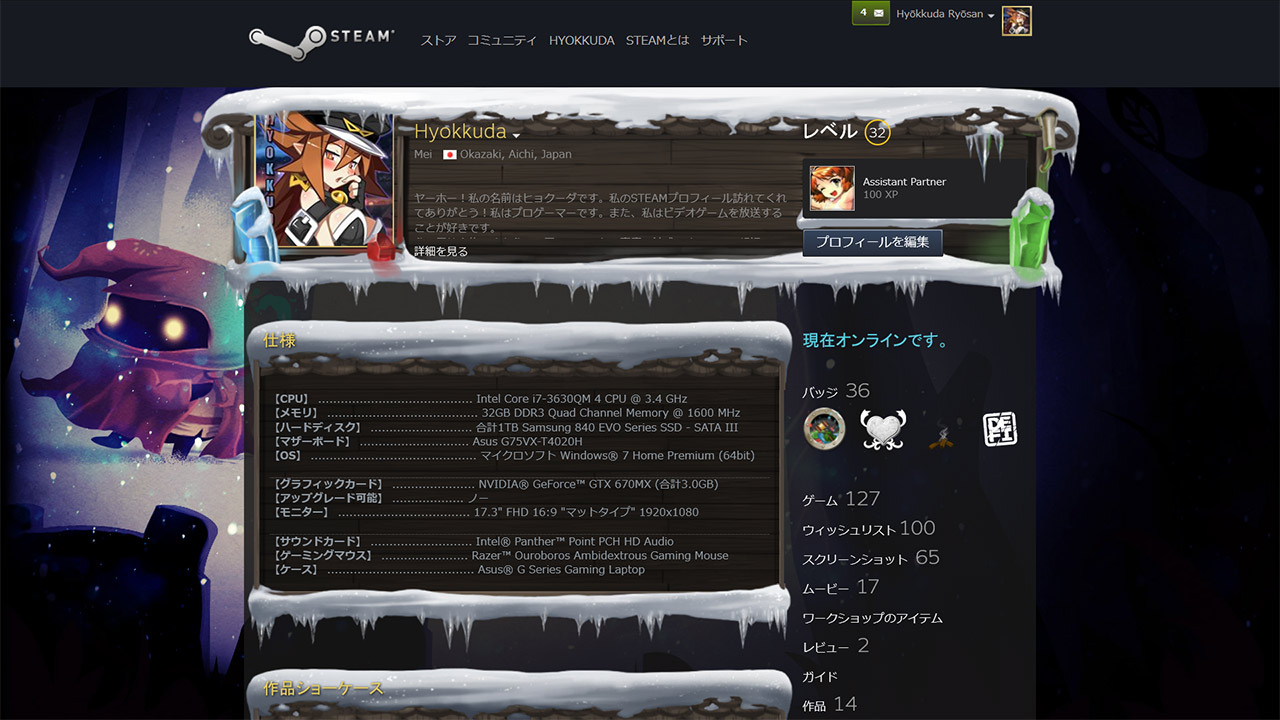 STEAM
ストア コミュニティ HYOKKUDA STEAMとは サポート
4
Hyōkkuda Ryōsan
HYOKKU
Hyōkkuda
Mei Okazaki, Aichi, Japan
ヤーホー！私の名前はヒョクーダです。私のSTEAMプロフィール訪れてくれ
てありがとう！私はプロゲーマーです。また、私はビデオゲームを放送する
ことが好きです。
詳細を見る
レベル 32
Assistant Partner
100 XP
プロフィールを編集
仕様
【CPU】 ...................................... Intel Core i7-3630QM 4 CPU @ 3.4 GHz
【メモリ】 ...................................... 32GB DDR3 Quad Channel Memory @ 1600 MHz
【ハードディスク】 .......................... 合計1TB Samsung 840 EVO Series SSD - SATA III
【マザーボード】 ........................... Asus G75VX-T4020H
【OS】 ......................................... マイクロソフト Windows® 7 Home Premium (64bit)
【グラフィックカード】 .................... NVIDIA® GeForce™ GTX 670MX (合計3.0GB)
【アップグレード可能】 .................. ノー
【モニター】 ................................. 17.3" FHD 16:9 "マットタイプ" 1920x1080
【サウンドカード】 ......................... Intel® Panther™ Point PCH HD Audio
【ゲーミングマウス】 ..................... Razer™ Ouroboros Ambidextrous Gaming Mouse
【ケース】 .................................... Asus® G Series Gaming Laptop
作品ショーケース
現在オンラインです。
バッジ 36
DEFI
ゲーム 127
ウィッシュリスト 100
スクリーンショット 65
ムービー 17
ワークショップのアイテム
レビュー 2
ガイド
作品 14